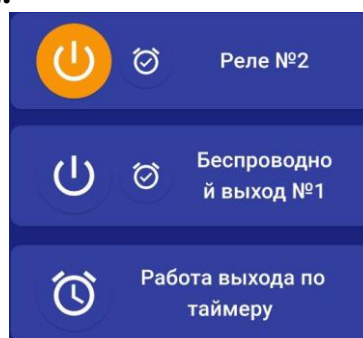 Реле №2
Беспроводно
й выход №1
Работа выхода по
таймеру